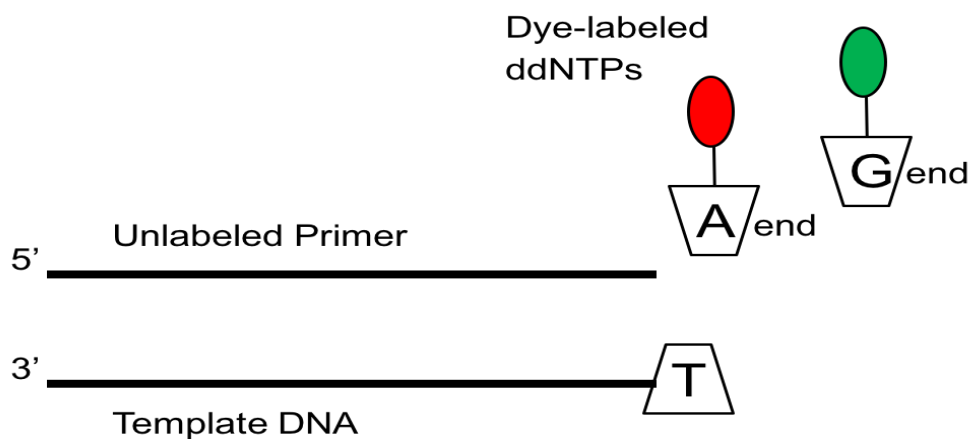 Dye-labeled
ddNTPs
G end
A end
Unlabeled Primer
5’
3’
T
Template DNA